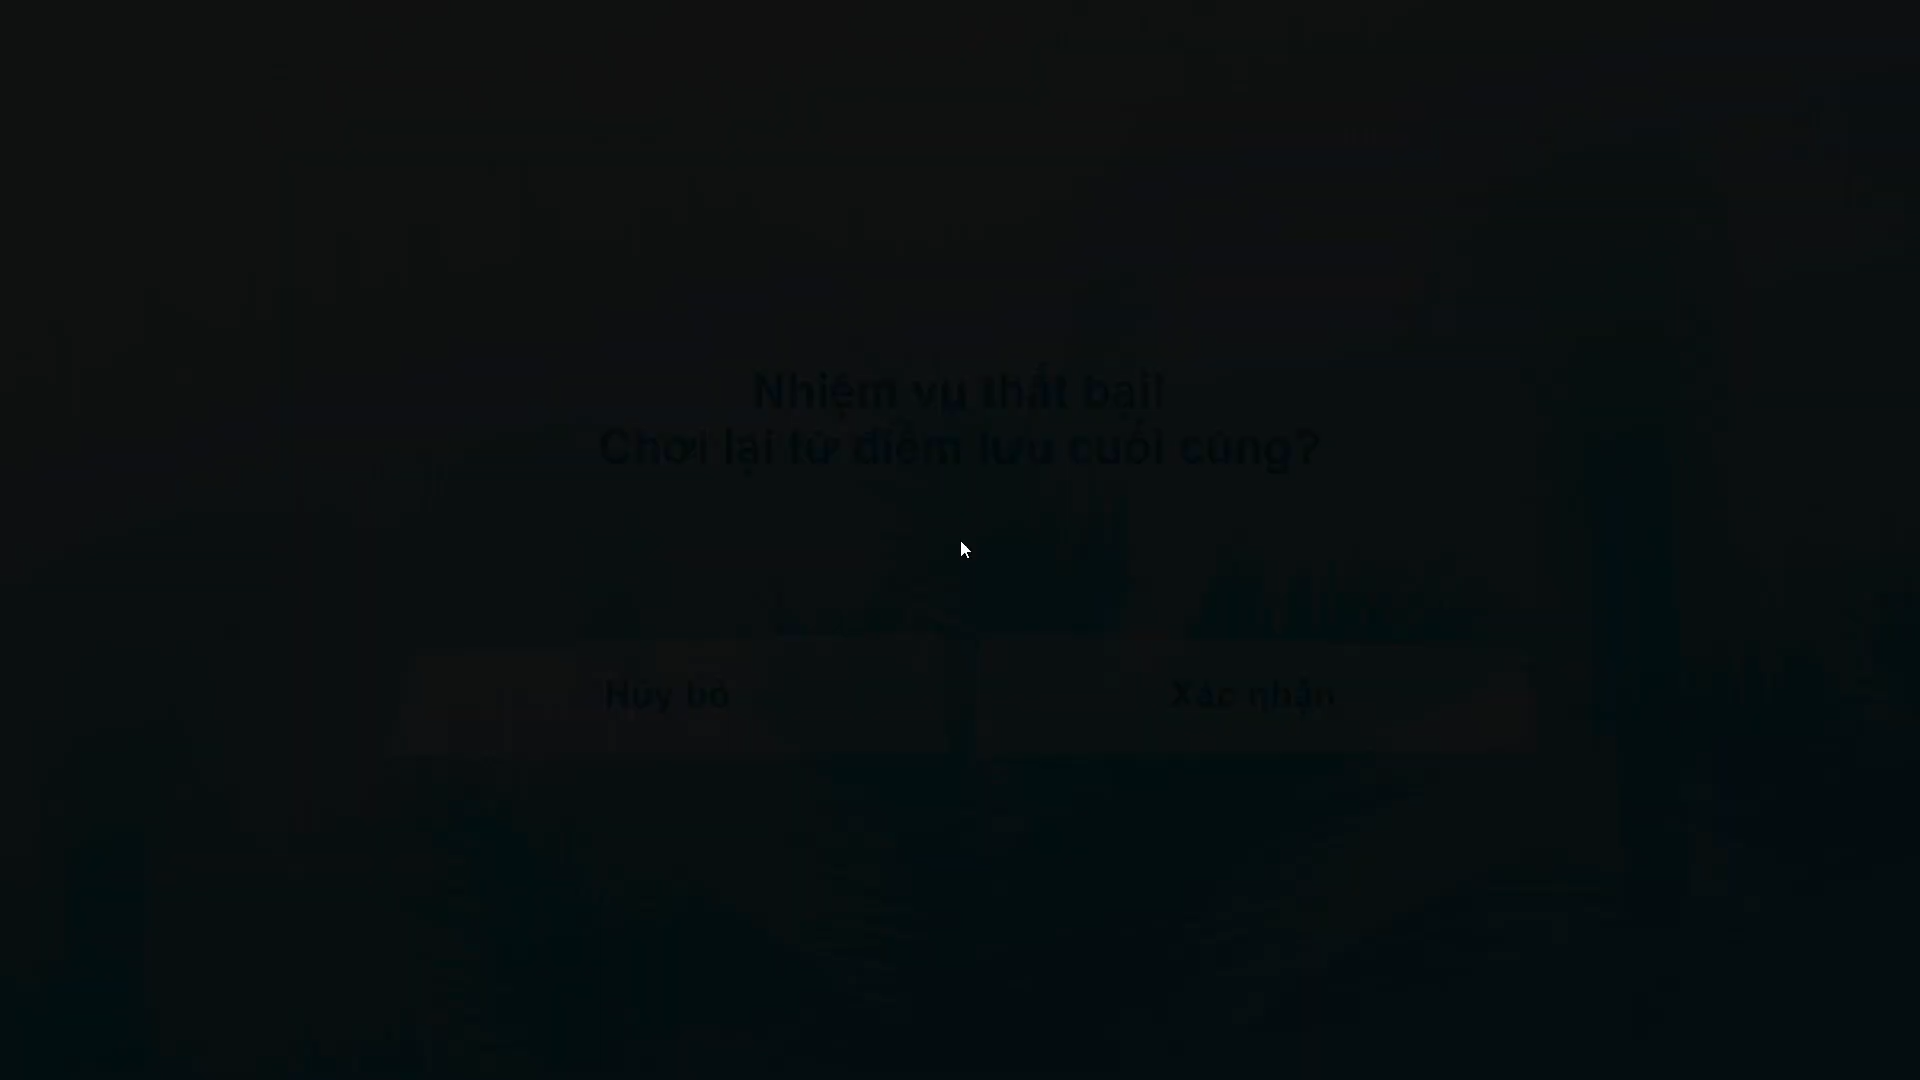 Nhiệm vụ thất bại!
Chơi lại từ điểm lưu cuối cùng?
Hủy bỏ
Xác nhận